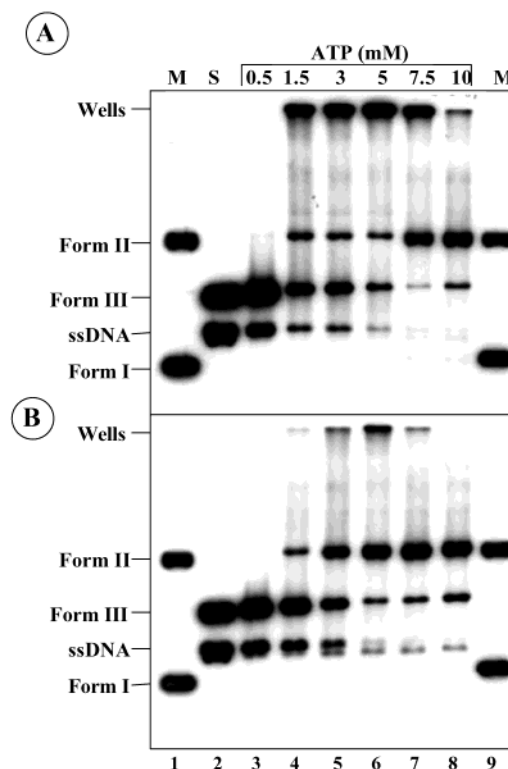 A
ATP (mM)
M S 0.5 1.5 3 5 7.5 10 M
Wells
Form II
Form III
ssDNA
Form I
B
Wells
Form II
Form III
ssDNA
Form I
1 2 3 4 5 6 7 8 9